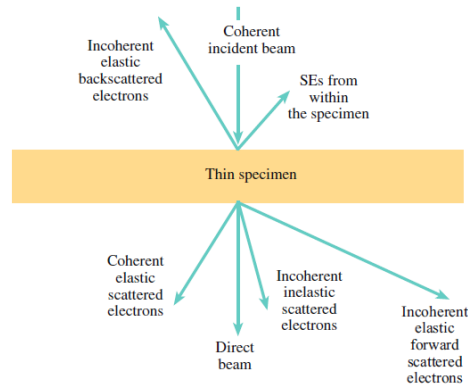 Incoherent
elastic
backscattered
electrons
Coherent
incident beam
SEs from
within
the specimen
Thin specimen
Coherent
elastic
scattered
electrons
Direct
beam
Incoherent
inelastic
scattered
electrons
Incoherent
elastic
forward
scattered
electrons